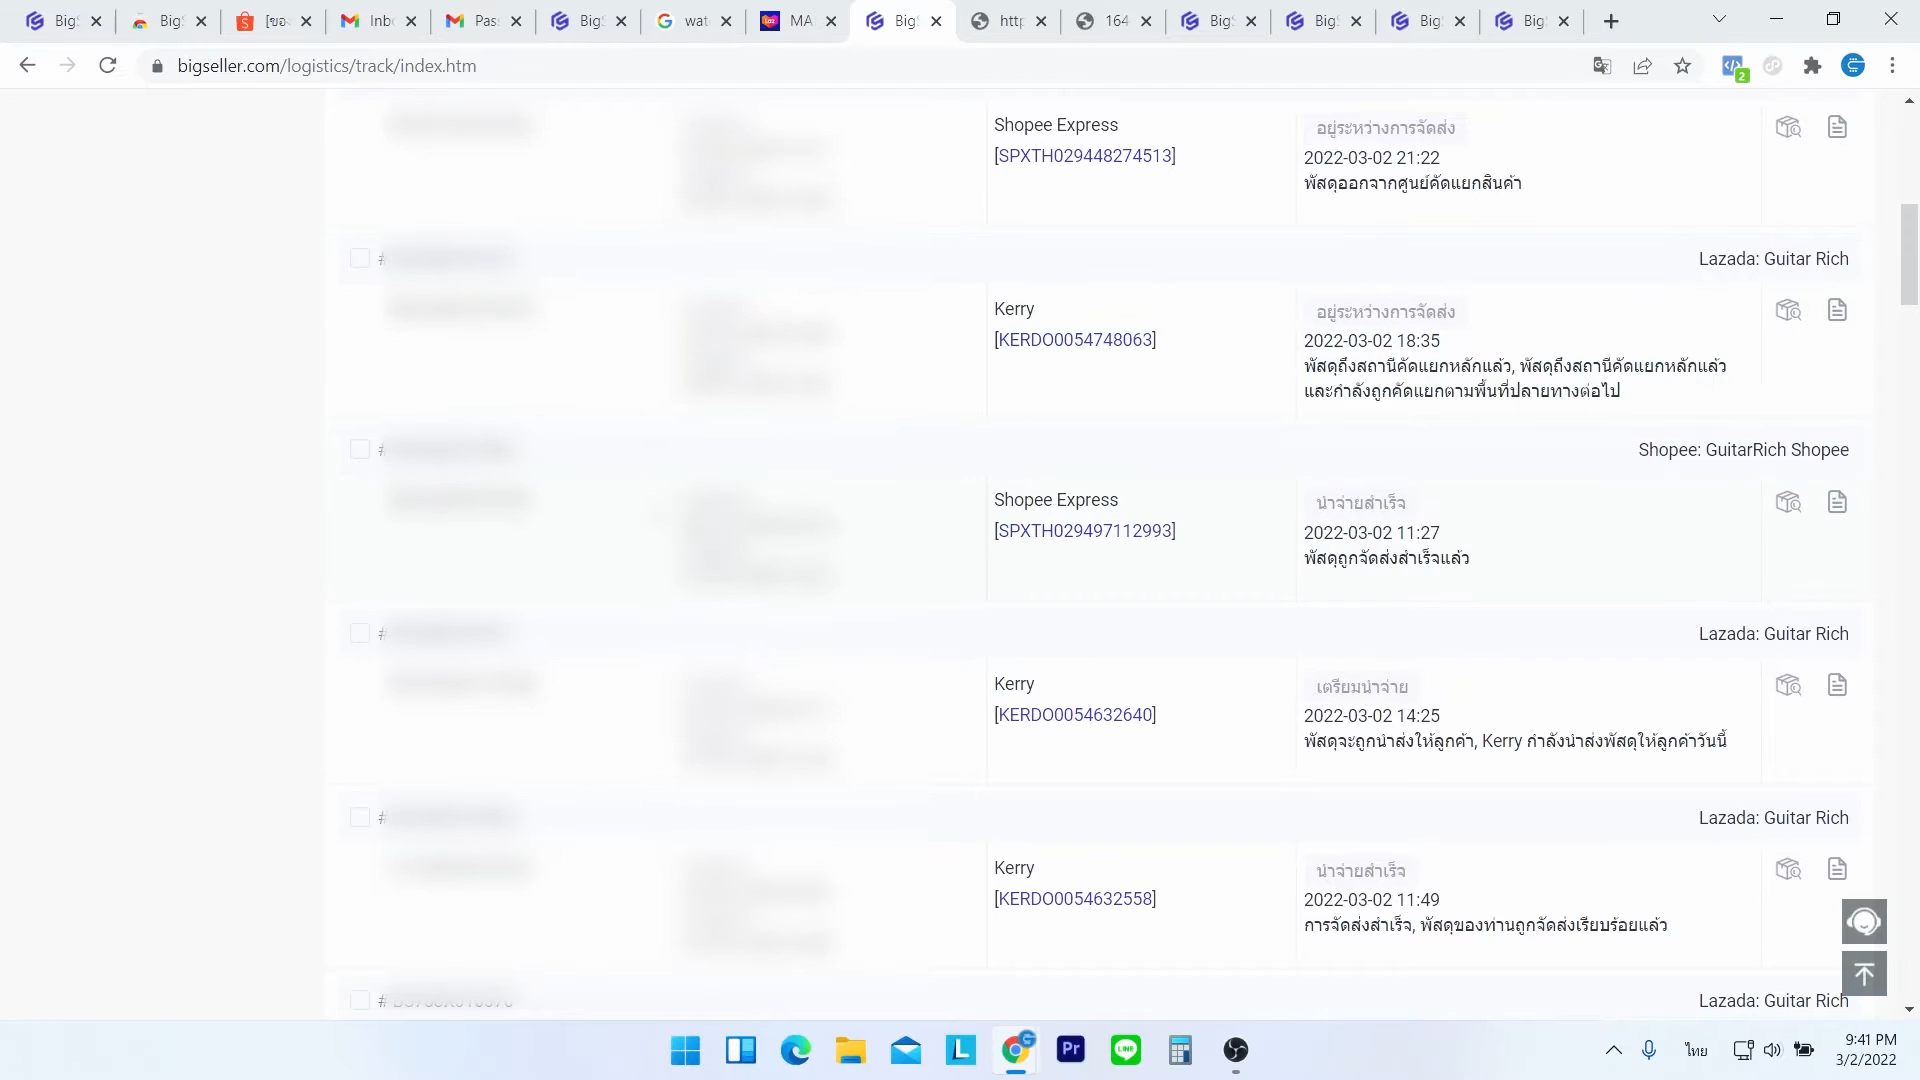 BigS
BigS
[ขอ
Inbo
Pas
BigS
wat
MA
BigS
http
164
BigS
BigS
BigS
BigS
bigseller.com/logistics/track/index.htm
2
Shopee Express
[SPXTH029448274513]
อยู่ระหว่างการจัดส่ง
2022-03-02 21:22
พัสดุออกจากศูนย์คัดแยกสินค้า
#
Lazada: Guitar Rich
Kerry
[KERDO0054748063]
อยู่ระหว่างการจัดส่ง
2022-03-02 18:35
พัสดุถึงสถานีคัดแยกหลักแล้ว, พัสดุถึงสถานีคัดแยกหลักแล้ว
และกำลังถูกคัดแยกตามพื้นที่ปลายทางต่อไป
#
Shopee: GuitarRich Shopee
Shopee Express
[SPXTH029497112993]
นำจ่ายสำเร็จ
2022-03-02 11:27
พัสดุถูกจัดส่งสำเร็จแล้ว
#
Lazada: Guitar Rich
Kerry
[KERDO0054632640]
เตรียมนำจ่าย
2022-03-02 14:25
พัสดุจะถูกนำส่งให้ลูกค้า, Kerry กำลังนำส่งพัสดุให้ลูกค้าวันนี้
#
Lazada: Guitar Rich
Kerry
[KERDO0054632558]
นำจ่ายสำเร็จ
2022-03-02 11:49
การจัดส่งสำเร็จ, พัสดุของท่านถูกจัดส่งเรียบร้อยแล้ว
#
Lazada: Guitar Rich
L
Pr
LINE
ไทย
9:41 PM
3/2/2022